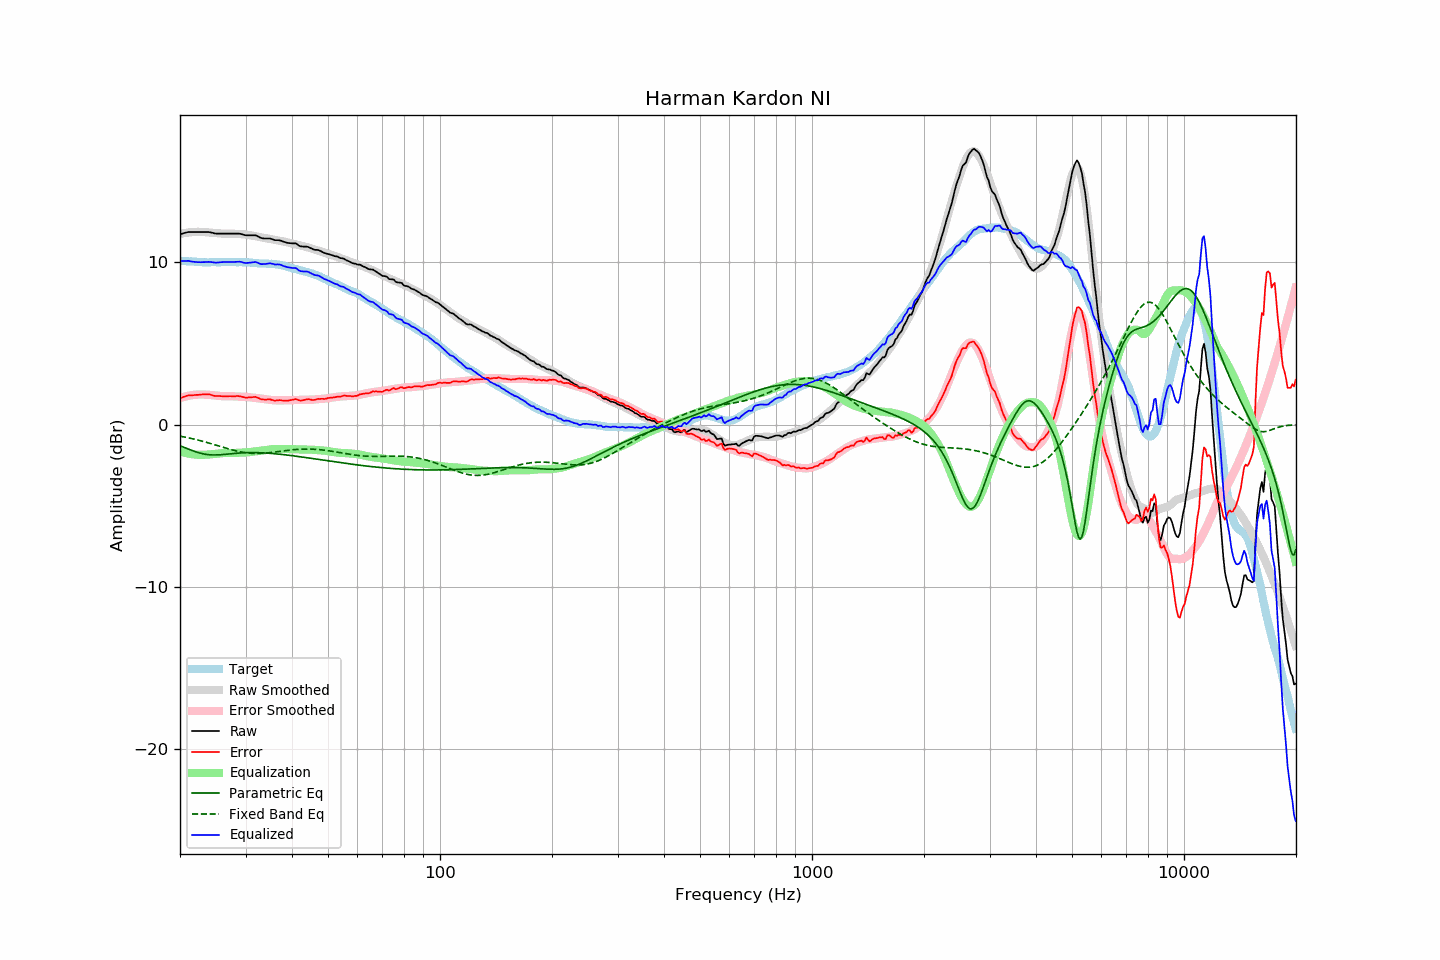 Harman Kardon NI
Amplitude (dBr)
10
0
−10
−20
Target
Raw Smoothed
Error Smoothed
Raw
Error
Equalization
Parametric Eq
Fixed Band Eq
Equalized
100
1000
10000
Frequency (Hz)